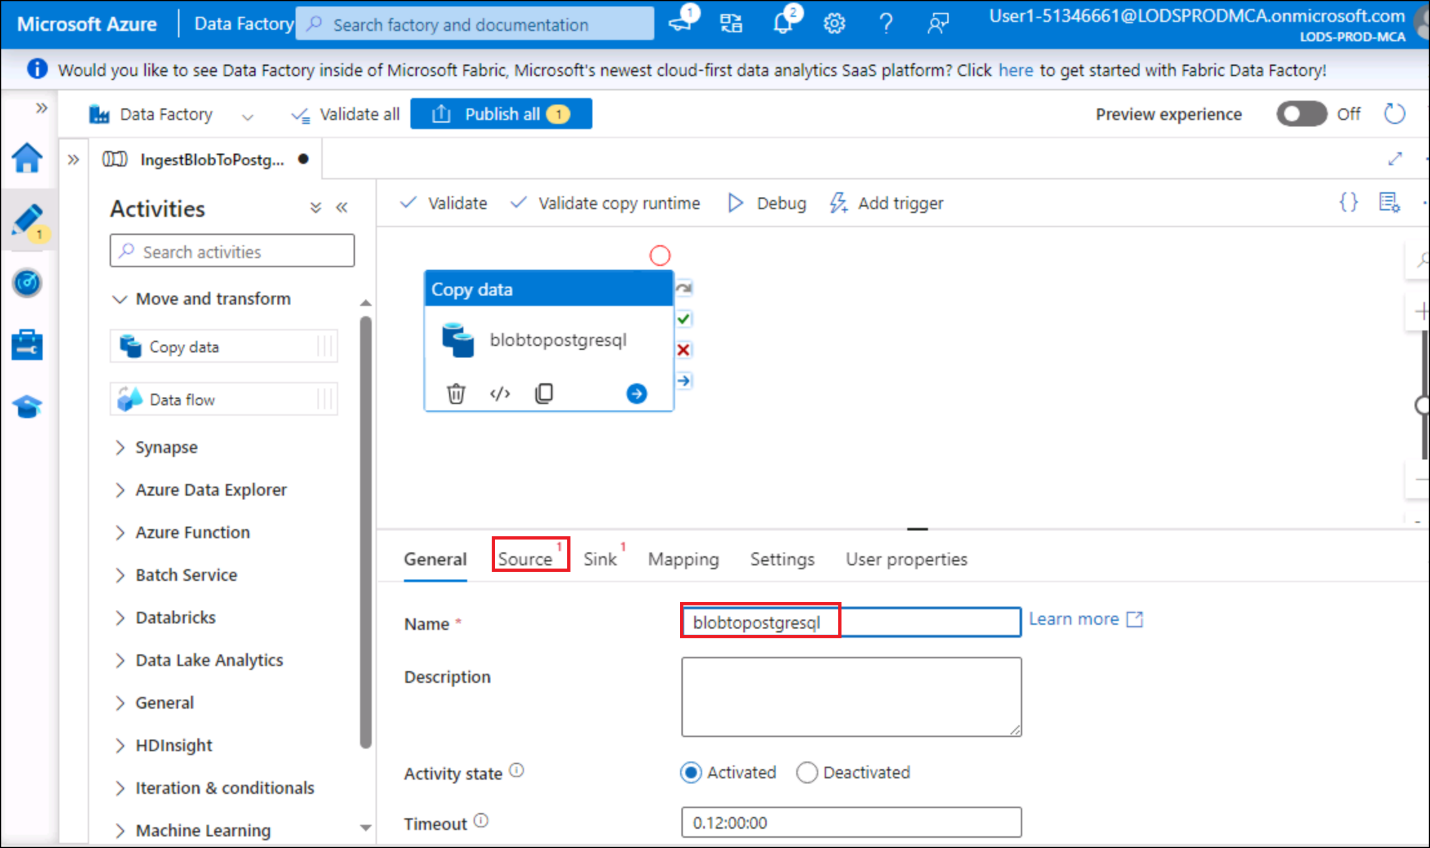 Microsoft Azure
Data Factory
Search factory and documentation
1
2
?
User1-51346661@LODSPRODMCA.onmicrosoft.com
LODS-PROD-MCA
Would you like to see Data Factory inside of Microsoft Fabric, Microsoft's newest cloud-first data analytics SaaS platform? Click here to get started with Fabric Data Factory!
Data Factory
Validate all
Publish all 1
Preview experience
Off
IngestBlobToPostg...
1
Activities
Search activities
Move and transform
Copy data
Data flow
Synapse
Azure Data Explorer
Azure Function
Batch Service
Databricks
Data Lake Analytics
General
HDInsight
Iteration & conditionals
Machine Learning
Validate
Validate copy runtime
Debug
Add trigger
{}
Copy data
blobtopostgresql
</>
General
Source 1
Sink 1
Mapping
Settings
User properties
Name *
blobtopostgresql
Learn more
Description
Activity state
Activated
Deactivated
Timeout
0.12:00:00